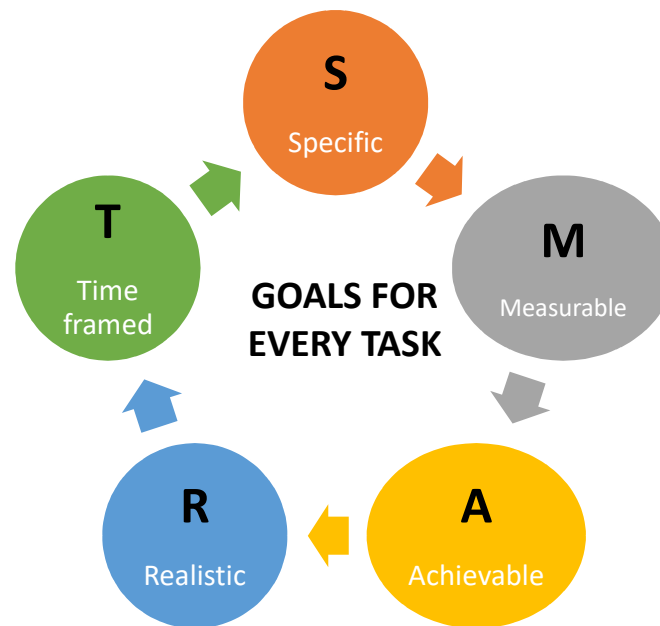 S
Specific
M
Measurable
A
Achievable
R
Realistic
T
Time
framed
GOALS FOR
EVERY TASK